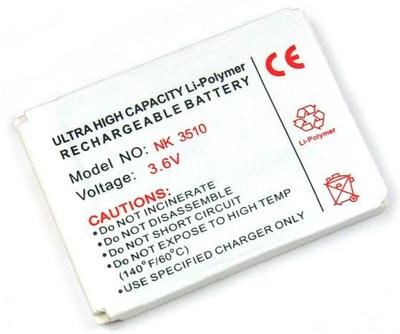 ULTRA HIGH CAPACITY Li-Polymer
RECHARGEABLE BATTERY
Model NO: NK 3510
Voltage: 3.6V
CE
Li-Polymer
• DO NOT INCINERATE
• DO NOT DISASSEMBLE
• DO NOT SHORT CIRCUIT
• DO NOT EXPOSE TO HIGH TEMP
(140°F/60°C)
• USE SPECIFIED CHARGER ONLY